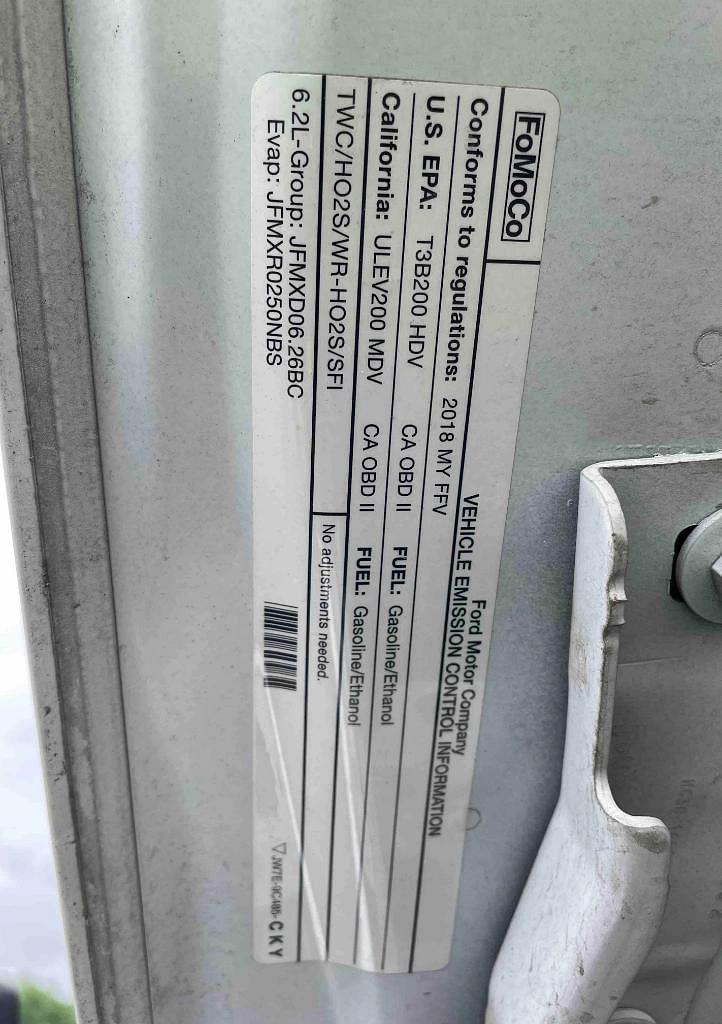 FoMoCo
Ford Motor Company
VEHICLE EMISSION CONTROL INFORMATION
Conforms to regulations: 2018 MY FFV
U.S. EPA: T3B200 HDV CA OBD II FUEL: Gasoline/Ethanol
California: ULEV200 MDV CA OBD II FUEL: Gasoline/Ethanol
TWC/HO2S/WR-HO2S/SFI
No adjustments needed.
6.2L-Group: JFMXD06.26BC
Evap: JFMXR0250NBS
JW7E-9C485-CKY